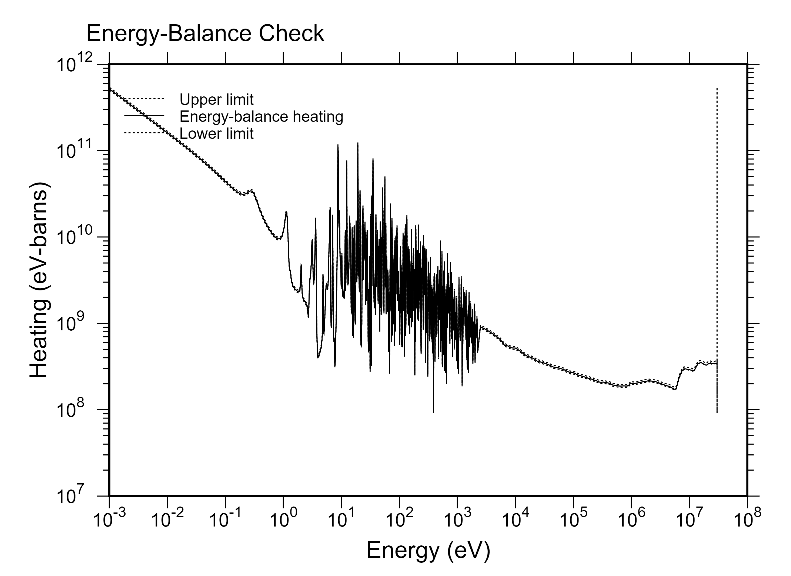 Energy-Balance Check
10^12
10^11
10^10
10^9
10^8
10^7
Heating (eV-barns)
Upper limit
Energy-balance heating
Lower limit
10^-3 10^-2 10^-1 10^0 10^1 10^2 10^3 10^4 10^5 10^6 10^7 10^8
Energy (eV)